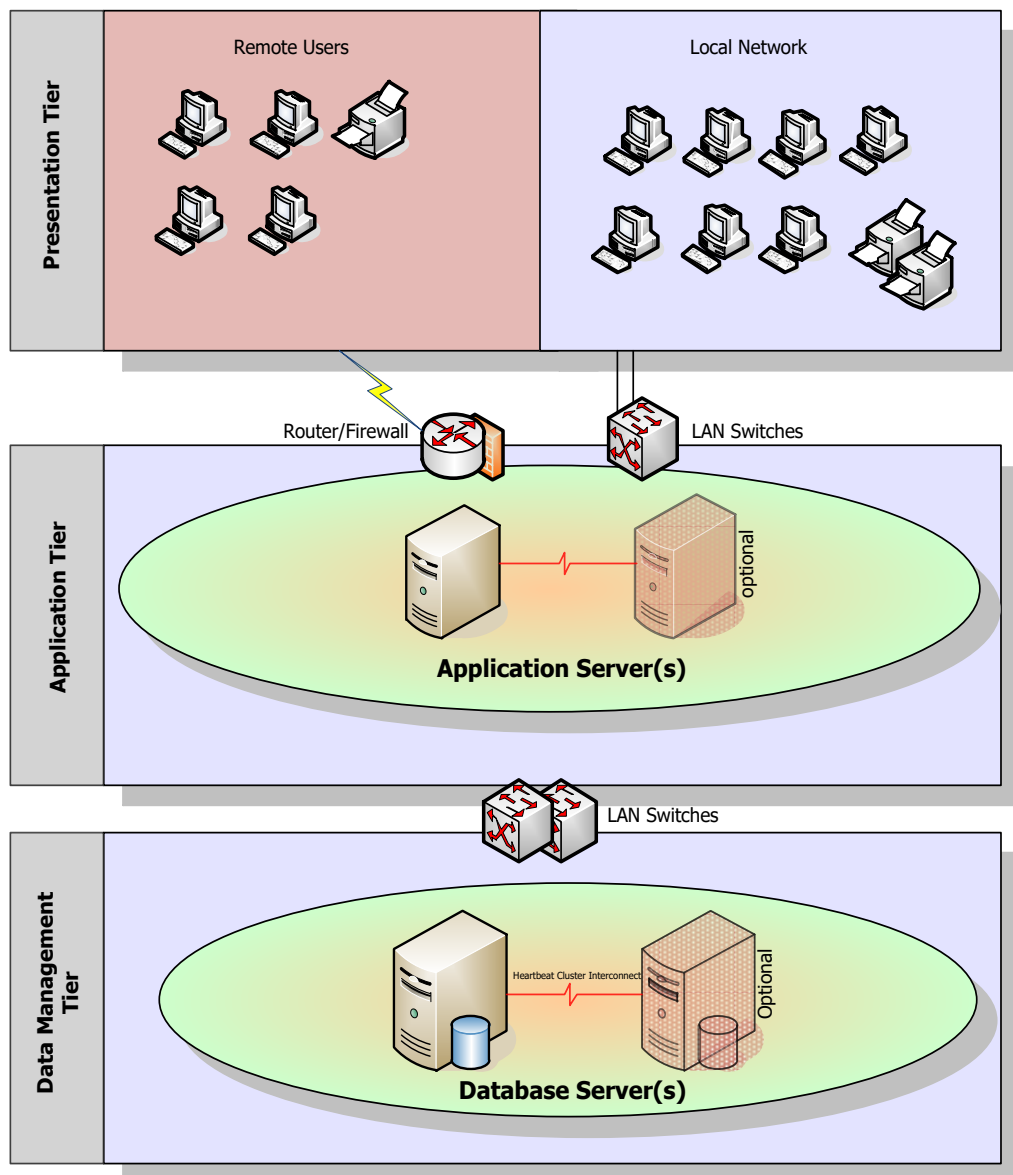 Presentation Tier
Remote Users
Local Network
Router/Firewall
LAN Switches
Application Tier
optional
Application Server(s)
LAN Switches
Data Management
Tier
Heartbeat Cluster Interconnect
Optional
Database Server(s)